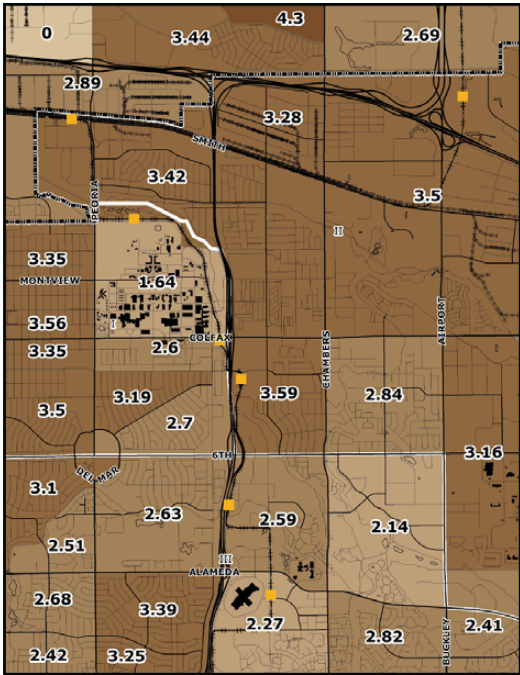 4.3
0
3.44
2.69
2.89
3.28
SMITH
3.42
3.5
PEORIA
II
3.35
MONTVIEW
1.64
3.56
I
AIRPORT
COLFAX
CHAMBERS
3.35
2.6
3.19
3.59
2.84
3.5
2.7
6TH
3.16
DEL MAR
3.1
2.63
2.59
2.14
2.51
III
ALAMEDA
2.68
3.39
2.27
2.41
2.82
BUCKLEY
2.42
3.25